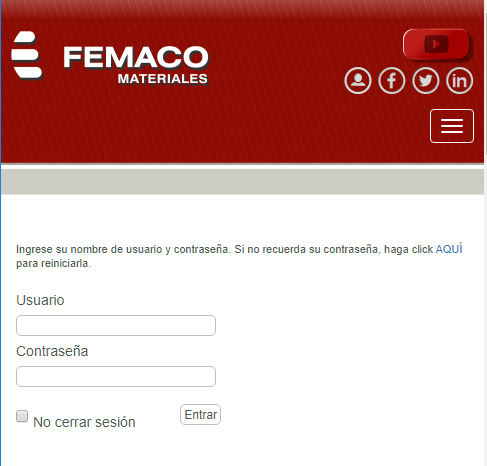 FEMACO
MATERIALES
Ingrese su nombre de usuario y contraseña. Si no recuerda su contraseña, haga click AQUÍ
para reiniciarla.
Usuario
Contraseña
No cerrar sesión
Entrar